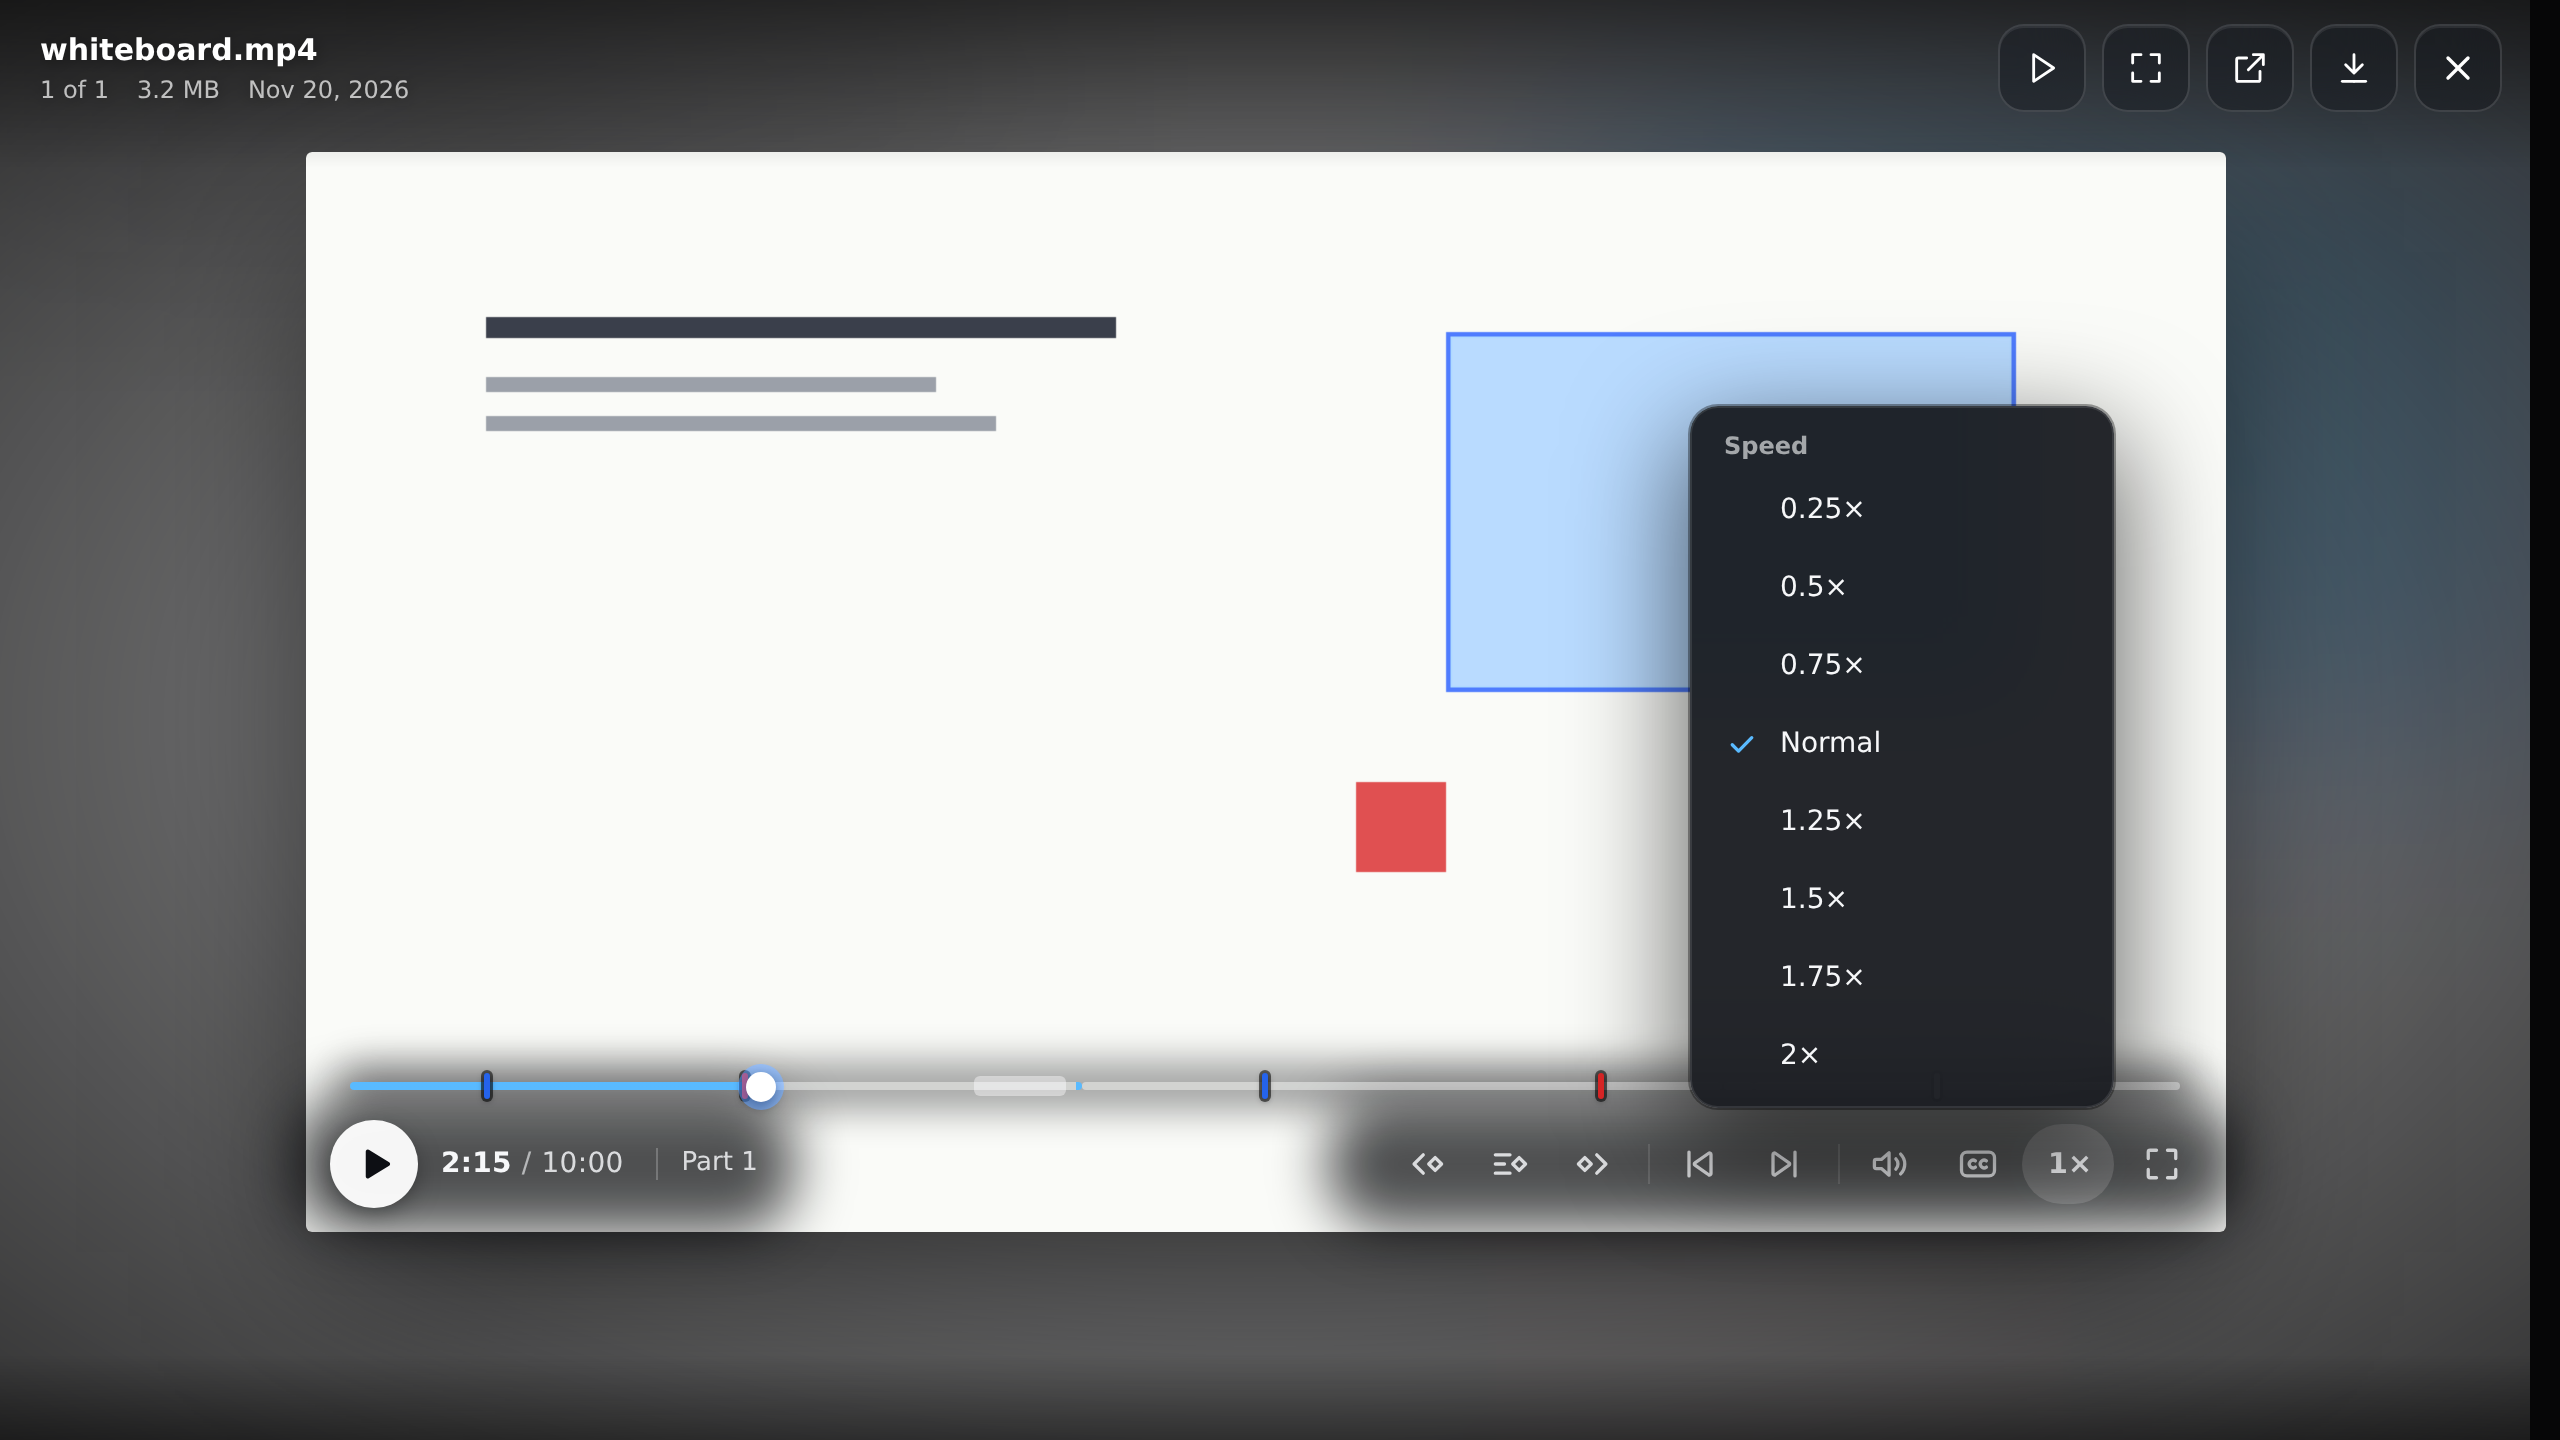 whiteboard.mp4
1 of 1 3.2 MB Nov 20, 2026
Speed
0.25×
0.5×
0.75×
Normal
1.25×
1.5×
1.75×
2×
2:15 / 10:00 Part 1
CC 1×